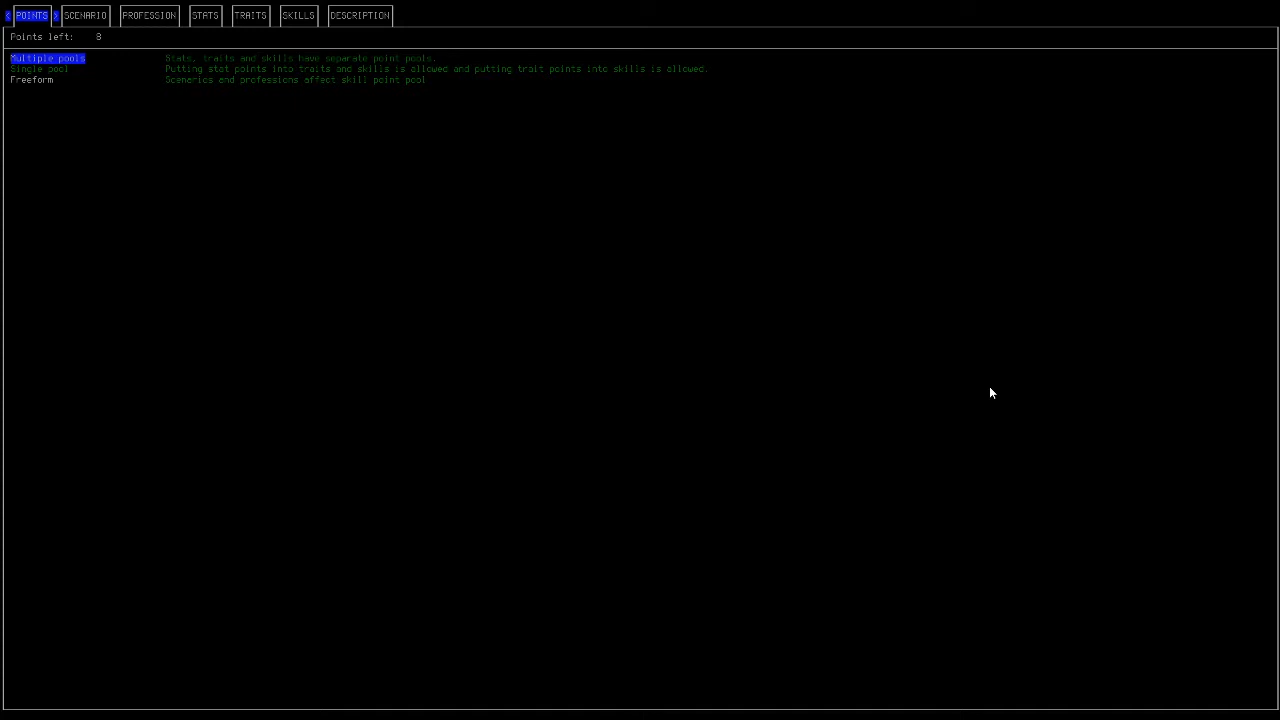 < POINTS > SCENARIO PROFESSION STATS TRAITS SKILLS DESCRIPTION
Points left: 8
Multiple pools Stats, traits and skills have separate point pools.
Single pool Putting stat points into traits and skills is allowed and putting trait points into skills is allowed.
Freeform Scenarios and professions affect skill point pool